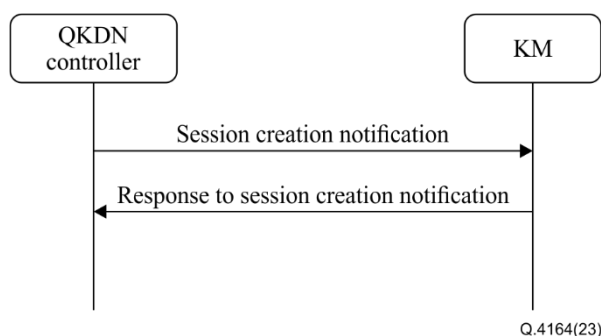 QKDN
controller
KM
Session creation notification
Response to session creation notification
Q.4164(23)